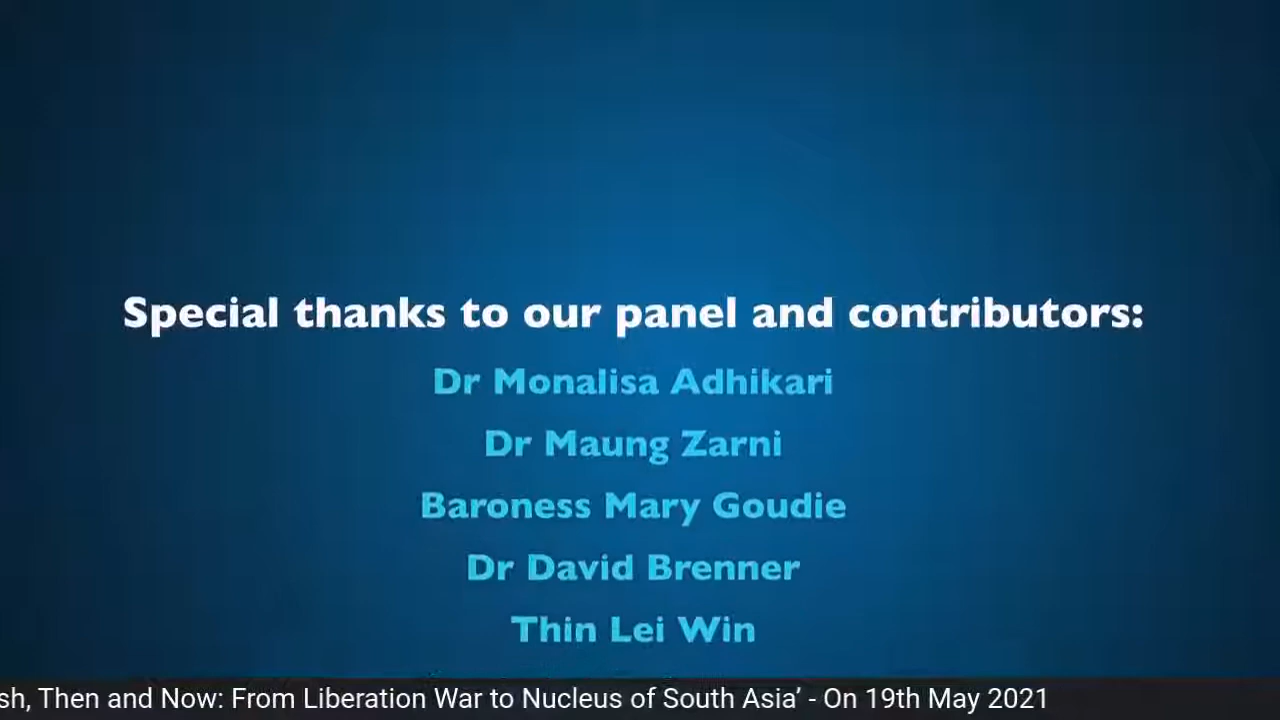 Special thanks to our panel and contributors:
Dr Monalisa Adhikari
Dr Maung Zarni
Baroness Mary Goudie
Dr David Brenner
Thin Lei Win
sh, Then and Now: From Liberation War to Nucleus of South Asia’ - On 19th May 2021